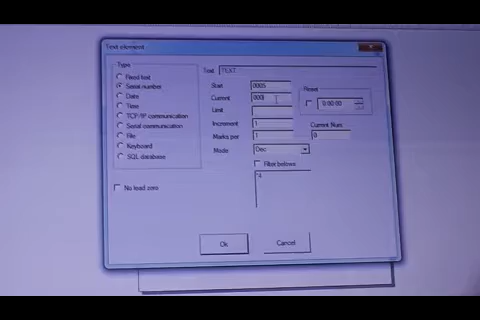 Text element
Type
Fixed text
Serial number
Date
Time
TCP/IP communication
Serial communication
File
Keyboard
SQL database
No lead zero
Text TEXT
Start 0005
Current 000
Limit
Increment 1
Marks per 1
Mode Dec
Filter belows
*4
Reset
0:00:00
Current Num.
0
Ok
Cancel